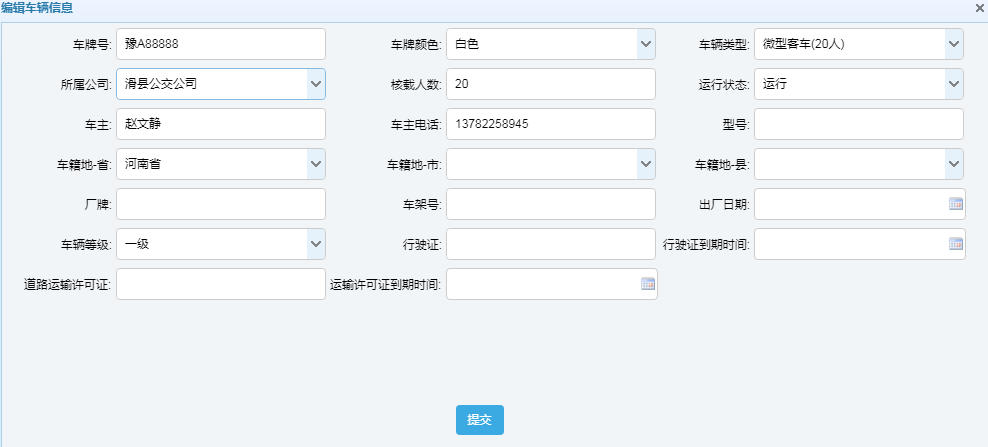 编辑车辆信息
车牌号: 豫A88888 车牌颜色: 白色 车辆类型: 微型客车(20人)
所属公司: 滑县公交公司 核载人数: 20 运行状态: 运行
车主: 赵文静 车主电话: 13782258945 型号:
车籍地-省: 河南省 车籍地-市: 车籍地-县:
厂牌: 车架号: 出厂日期:
车辆等级: 一级 行驶证: 行驶证到期时间:
道路运输许可证: 运输许可证到期时间:
提交